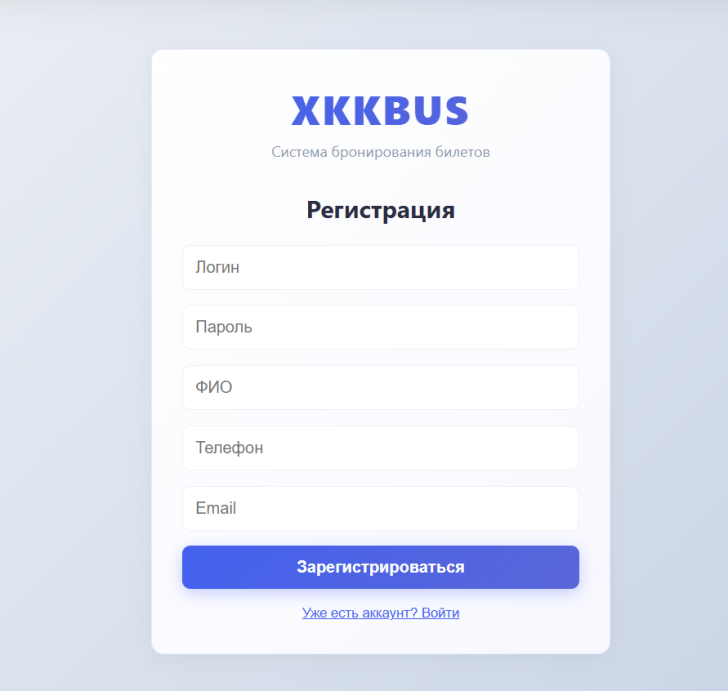 XKKBUS
Система бронирования билетов
Регистрация
Логин
Пароль
ФИО
Телефон
Email
Зарегистрироваться
Уже есть аккаунт? Войти